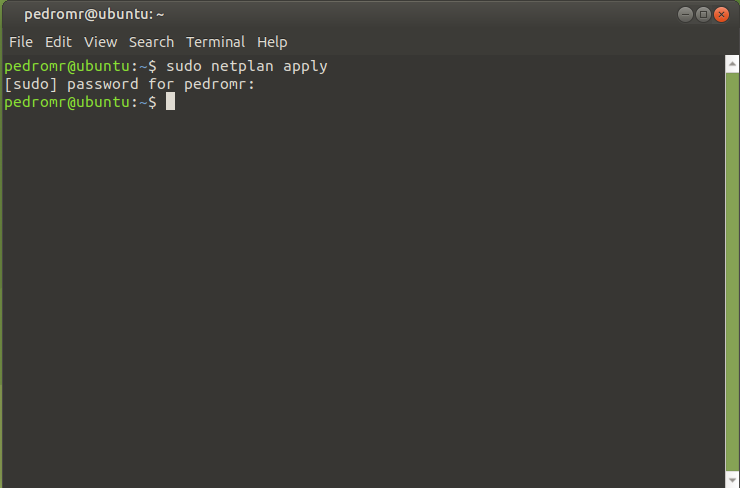 pedromr@ubuntu: ~
File Edit View Search Terminal Help
pedromr@ubuntu:~$ sudo netplan apply
[sudo] password for pedromr:
pedromr@ubuntu:~$